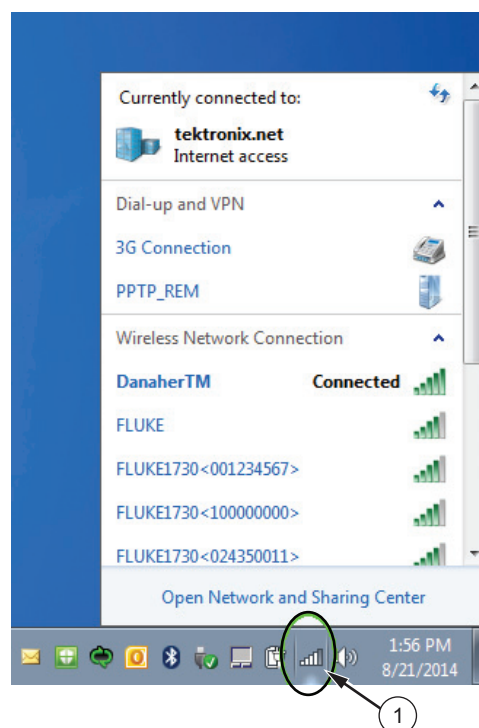 Currently connected to:
tektronix.net
Internet access
Dial-up and VPN
3G Connection
PPTP_REM
Wireless Network Connection
DanaherTM Connected
FLUKE
FLUKE1730<001234567>
FLUKE1730<100000000>
FLUKE1730<024350011>
Open Network and Sharing Center
1:56 PM
8/21/2014
1